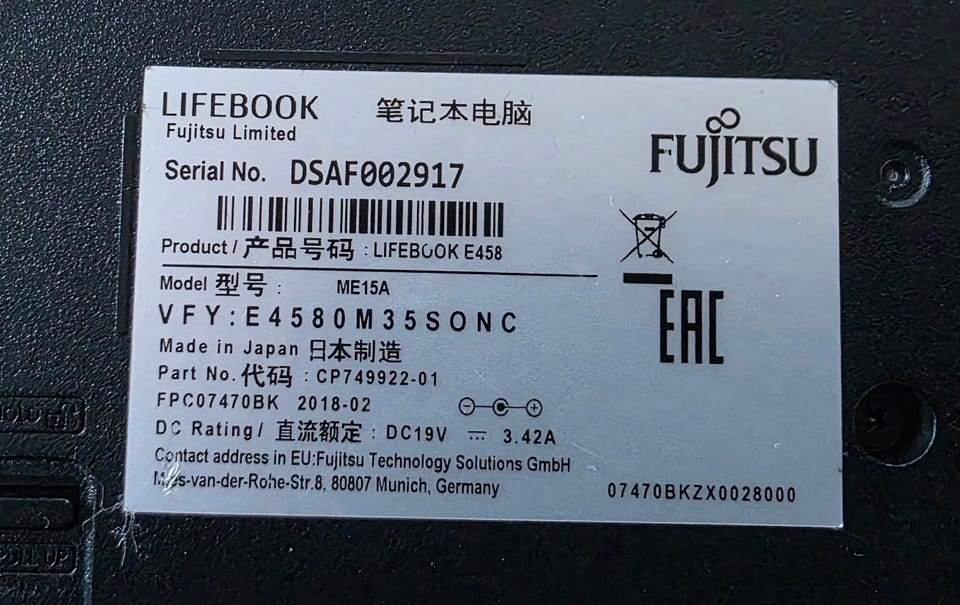 LIFEBOOK 笔记本电脑
Fujitsu Limited
FUJITSU
Serial No. DSAF002917
Product / 产品号码 : LIFEBOOK E458
Model 型号 : ME15A
VFY:E4580M35SONC
EAC
Made in Japan 日本制造
Part No. 代码 : CP749922-01
FPC07470BK 2018-02
DC Rating / 直流额定 : DC19V ⎓ 3.42A
Contact address in EU:Fujitsu Technology Solutions GmbH
Mies-van-der-Rohe-Str.8, 80807 Munich, Germany
07470BKZX0028000